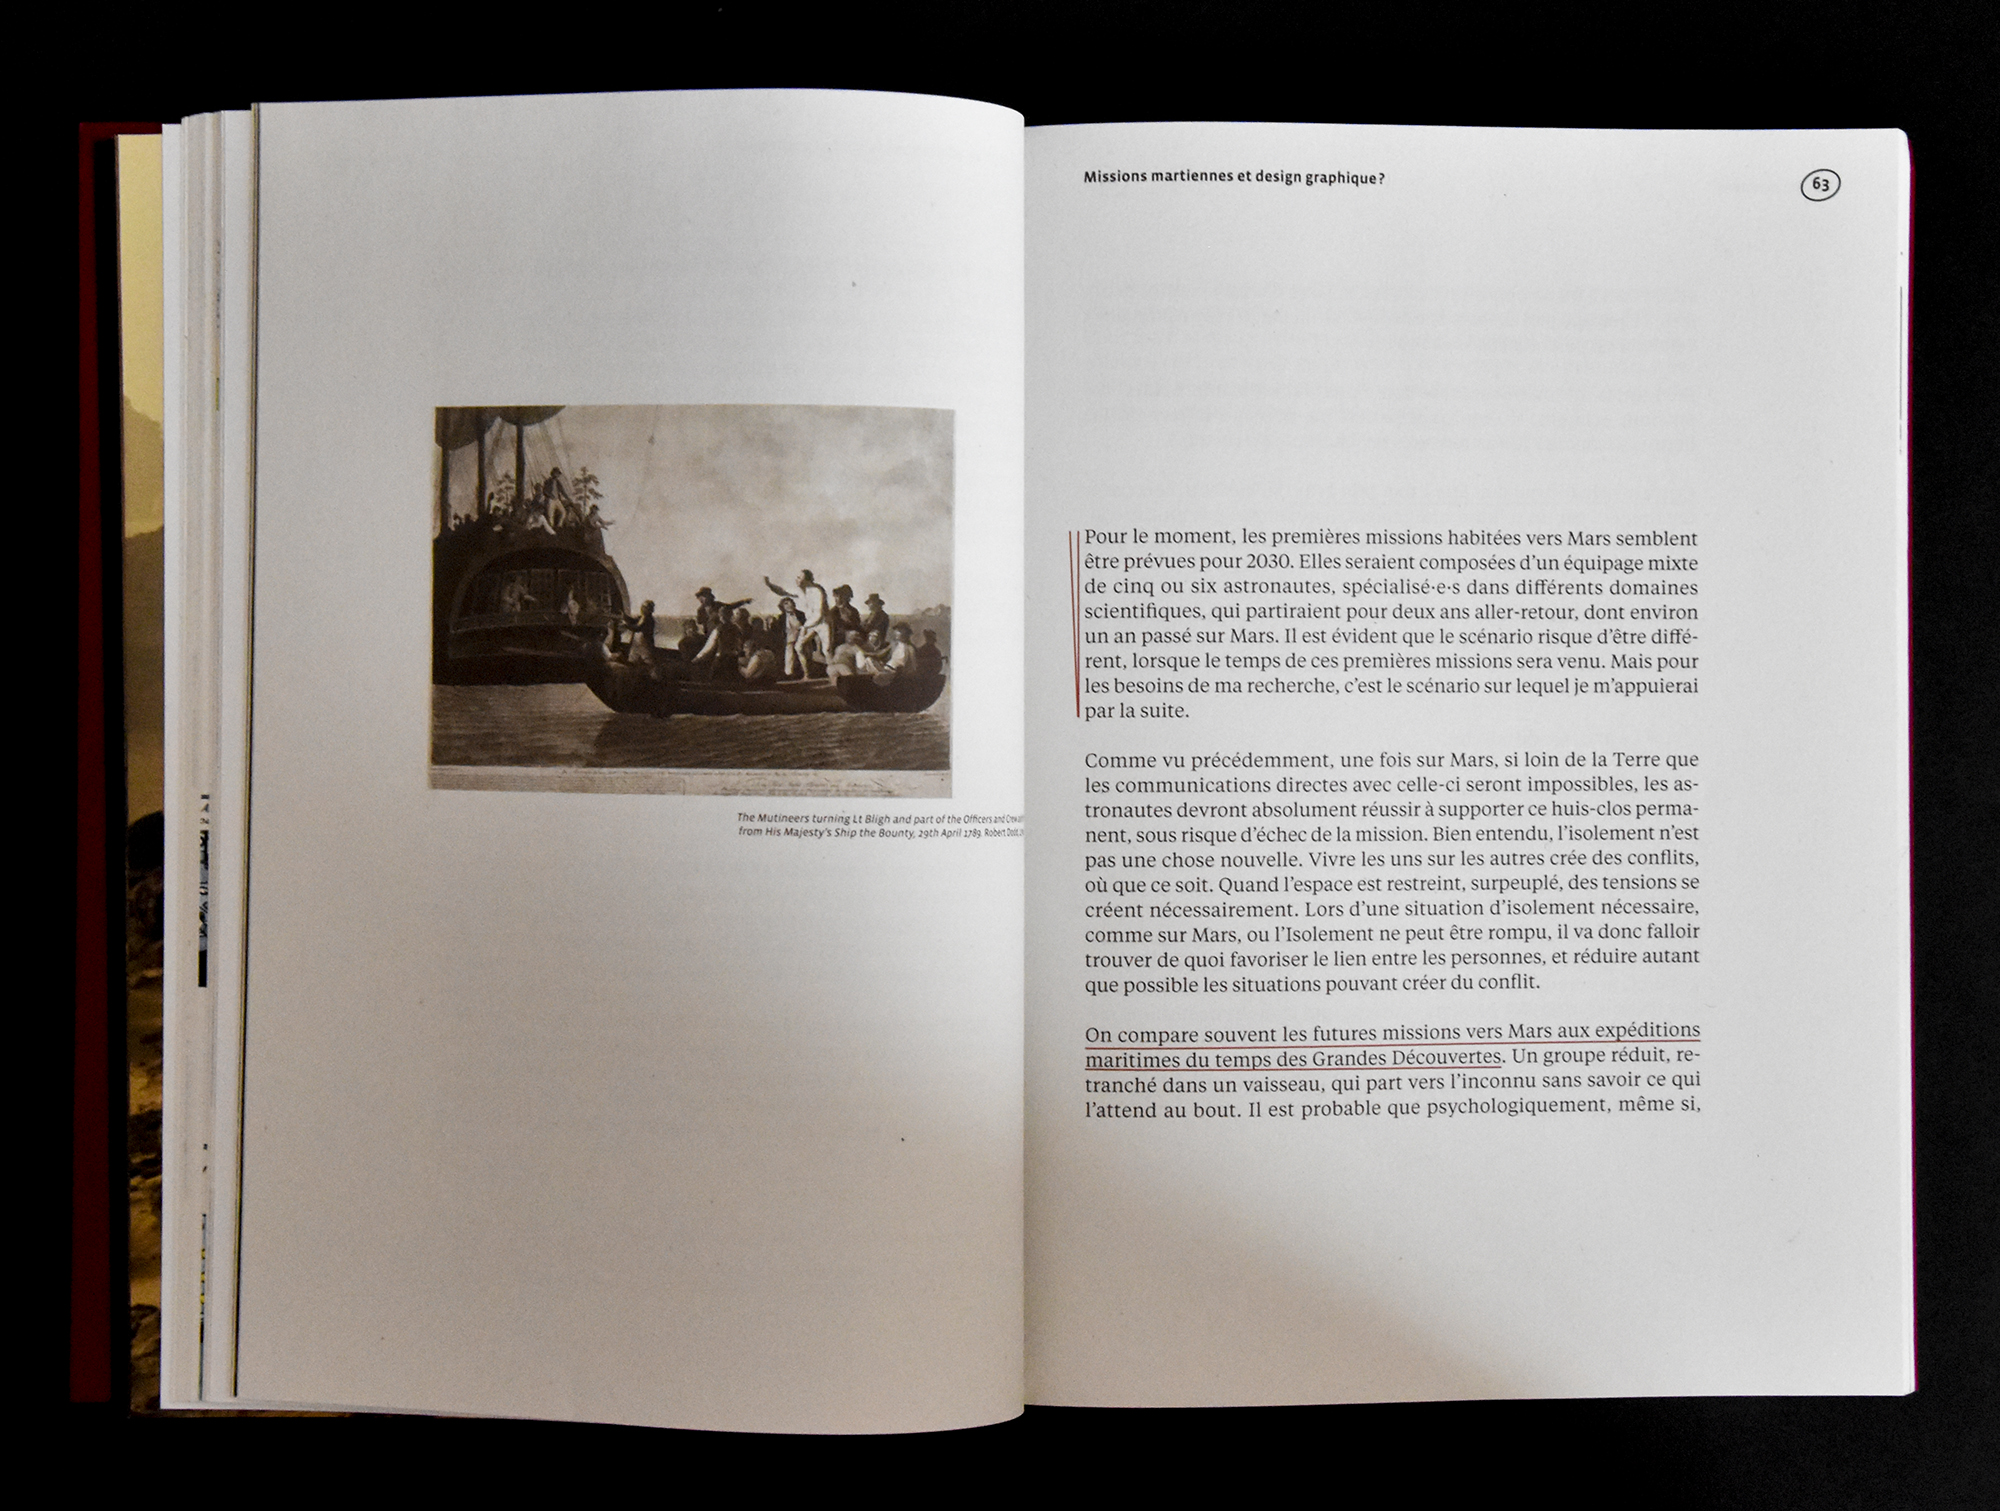 The Mutineers turning Lt Bligh and part of the Officers and Crew
from His Majesty's Ship the Bounty, 29th April 1789. Robert Dodd,
Missions martiennes et design graphique?
63
Pour le moment, les premières missions habitées vers Mars semblent
être prévues pour 2030. Elles seraient composées d'un équipage mixte
de cinq ou six astronautes, spécialisé·e·s dans différents domaines
scientifiques, qui partiraient pour deux ans aller-retour, dont environ
un an passé sur Mars. Il est évident que le scénario risque d'être diffé-
rent, lorsque le temps de ces premières missions sera venu. Mais pour
les besoins de ma recherche, c'est le scénario sur lequel je m'appuierai
par la suite.
Comme vu précédemment, une fois sur Mars, si loin de la Terre que
les communications directes avec celle-ci seront impossibles, les as-
tronautes devront absolument réussir à supporter ce huis-clos perma-
nent, sous risque d'échec de la mission. Bien entendu, l'isolement n'est
pas une chose nouvelle. Vivre les uns sur les autres crée des conflits,
où que ce soit. Quand l'espace est restreint, surpeuplé, des tensions se
créent nécessairement. Lors d'une situation d'isolement nécessaire,
comme sur Mars, ou l'Isolement ne peut être rompu, il va donc falloir
trouver de quoi favoriser le lien entre les personnes, et réduire autant
que possible les situations pouvant créer du conflit.
On compare souvent les futures missions vers Mars aux expéditions
maritimes du temps des Grandes Découvertes. Un groupe réduit, re-
tranché dans un vaisseau, qui part vers l'inconnu sans savoir ce qui
l'attend au bout. Il est probable que psychologiquement, même si,